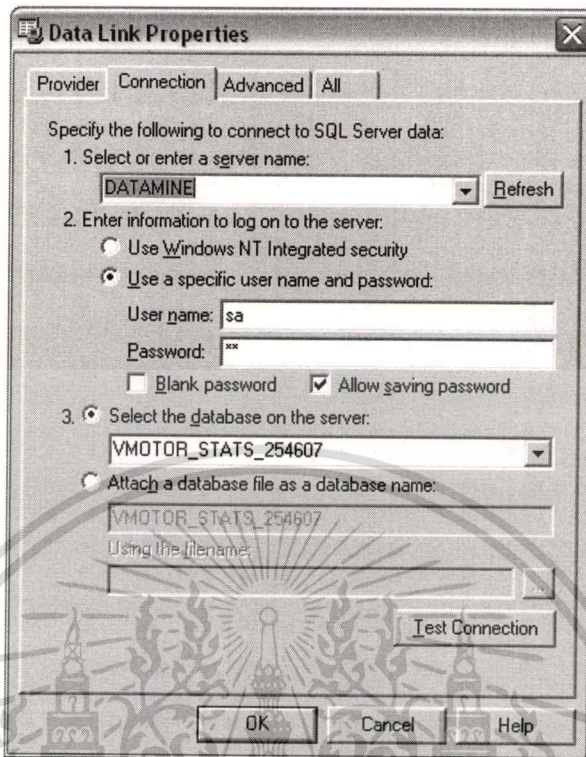 Data Link Properties
Provider Connection Advanced All
Specify the following to connect to SQL Server data:
1. Select or enter a server name:
DATAMINE Refresh
2. Enter information to log on to the server:
Use Windows NT Integrated security
Use a specific user name and password:
User name: sa
Password: **
Blank password Allow saving password
3. Select the database on the server:
VMOTOR_STATS_254607
Attach a database file as a database name:
VMOTOR_STATS_254607
Using the filename:
...
Test Connection
OK Cancel Help